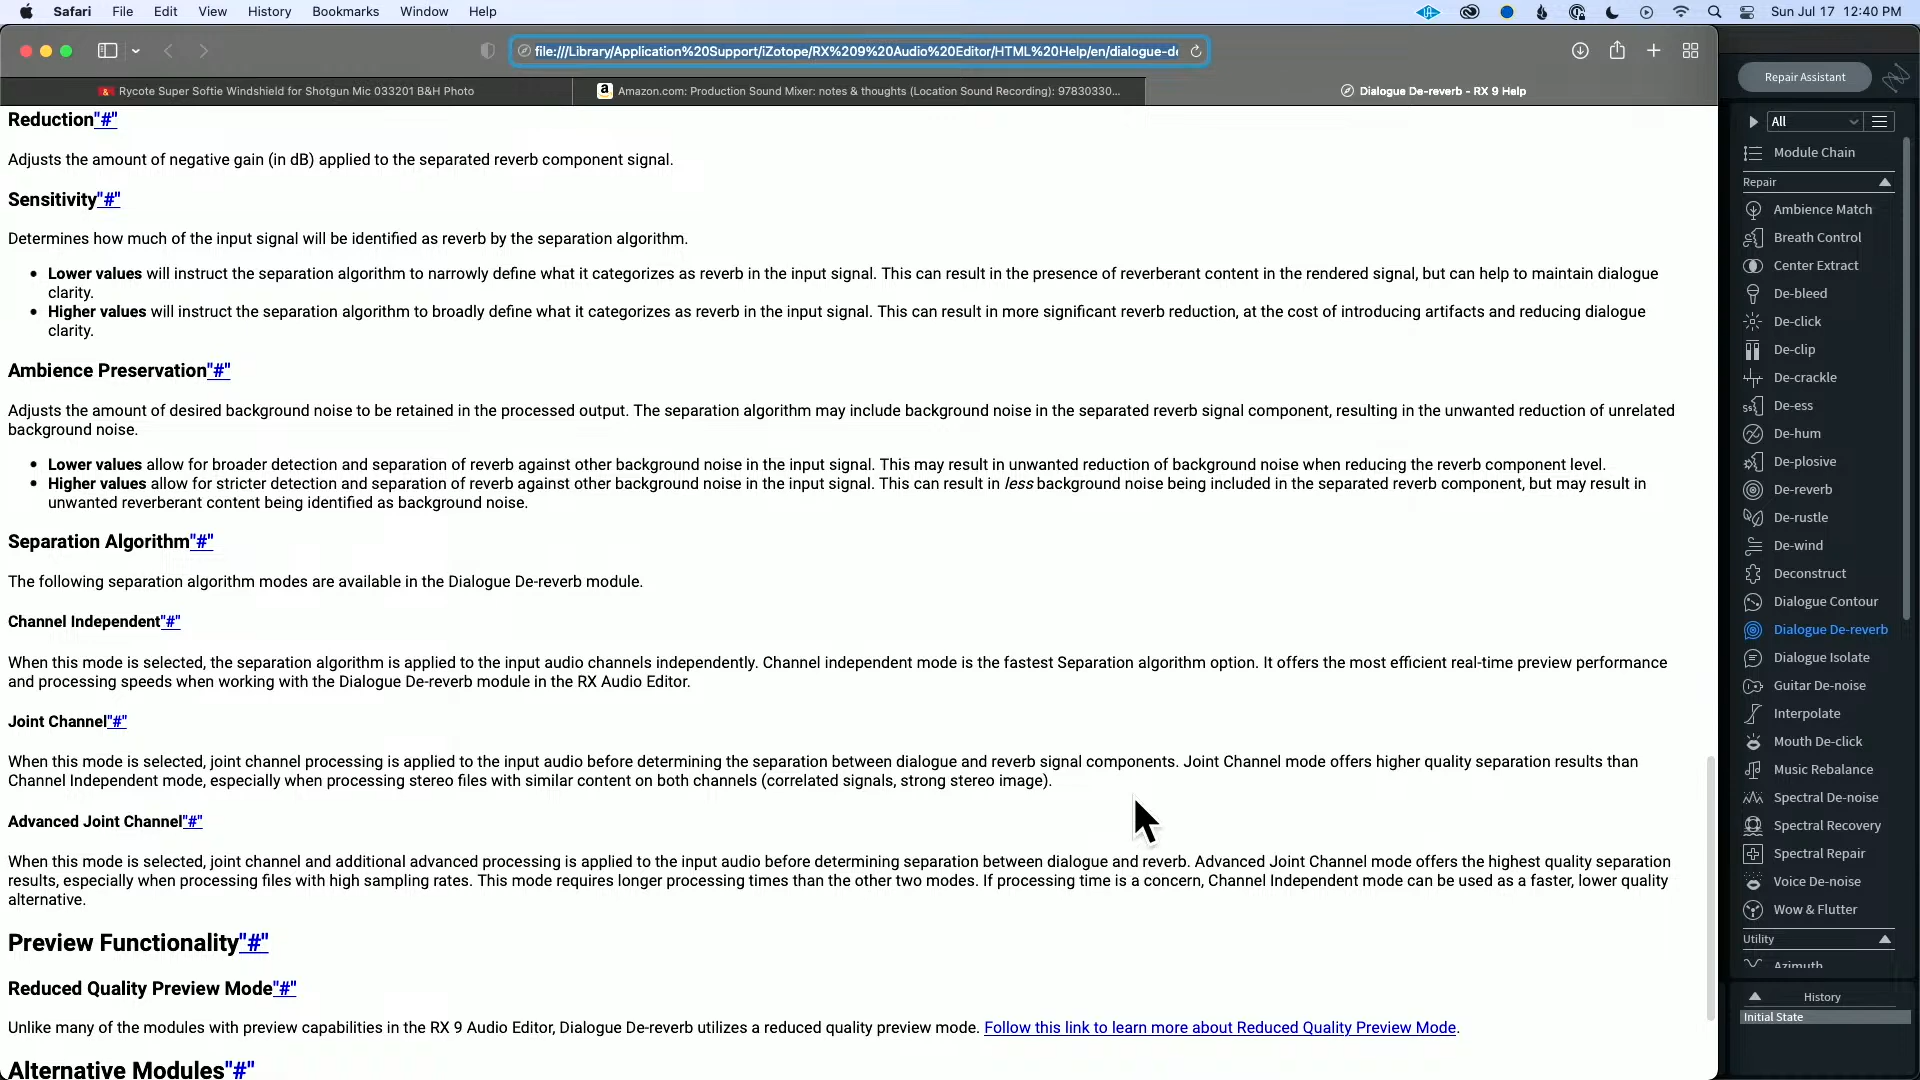 Safari File Edit View History Bookmarks Window Help Sun Jul 17 12:40 PM
file:///Library/Application%20Support/iZotope/RX%209%20Audio%20Editor/HTML%20Help/en/dialogue-de
Rycote Super Softie Windshield for Shotgun Mic 033201 B&H Photo
Amazon.com: Production Sound Mixer: notes & thoughts (Location Sound Recording): 97830330...
Dialogue De-reverb - RX 9 Help
Reduction"#"
Adjusts the amount of negative gain (in dB) applied to the separated reverb component signal.
Sensitivity"#"
Determines how much of the input signal will be identified as reverb by the separation algorithm.
• Lower values will instruct the separation algorithm to narrowly define what it categorizes as reverb in the input signal. This can result in the presence of reverberant content in the rendered signal, but can help to maintain dialogue
clarity.
• Higher values will instruct the separation algorithm to broadly define what it categorizes as reverb in the input signal. This can result in more significant reverb reduction, at the cost of introducing artifacts and reducing dialogue
clarity.
Ambience Preservation"#"
Adjusts the amount of desired background noise to be retained in the processed output. The separation algorithm may include background noise in the separated reverb signal component, resulting in the unwanted reduction of unrelated
background noise.
• Lower values allow for broader detection and separation of reverb against other background noise in the input signal. This may result in unwanted reduction of background noise when reducing the reverb component level.
• Higher values allow for stricter detection and separation of reverb against other background noise in the input signal. This can result in less background noise being included in the separated reverb component, but may result in
unwanted reverberant content being identified as background noise.
Separation Algorithm"#"
The following separation algorithm modes are available in the Dialogue De-reverb module.
Channel Independent"#"
When this mode is selected, the separation algorithm is applied to the input audio channels independently. Channel independent mode is the fastest Separation algorithm option. It offers the most efficient real-time preview performance
and processing speeds when working with the Dialogue De-reverb module in the RX Audio Editor.
Joint Channel"#"
When this mode is selected, joint channel processing is applied to the input audio before determining the separation between dialogue and reverb signal components. Joint Channel mode offers higher quality separation results than
Channel Independent mode, especially when processing stereo files with similar content on both channels (correlated signals, strong stereo image).
Advanced Joint Channel"#"
When this mode is selected, joint channel and additional advanced processing is applied to the input audio before determining separation between dialogue and reverb. Advanced Joint Channel mode offers the highest quality separation
results, especially when processing files with high sampling rates. This mode requires longer processing times than the other two modes. If processing time is a concern, Channel Independent mode can be used as a faster, lower quality
alternative.
Preview Functionality"#"
Reduced Quality Preview Mode"#"
Unlike many of the modules with preview capabilities in the RX 9 Audio Editor, Dialogue De-reverb utilizes a reduced quality preview mode. Follow this link to learn more about Reduced Quality Preview Mode.
Alternative Modules"#"
Repair Assistant
All
Module Chain
Repair
Ambience Match
Breath Control
Center Extract
De-bleed
De-click
De-clip
De-crackle
De-ess
De-hum
De-plosive
De-reverb
De-rustle
De-wind
Deconstruct
Dialogue Contour
Dialogue De-reverb
Dialogue Isolate
Guitar De-noise
Interpolate
Mouth De-click
Music Rebalance
Spectral De-noise
Spectral Recovery
Spectral Repair
Voice De-noise
Wow & Flutter
Utility
Azimuth
History
Initial State